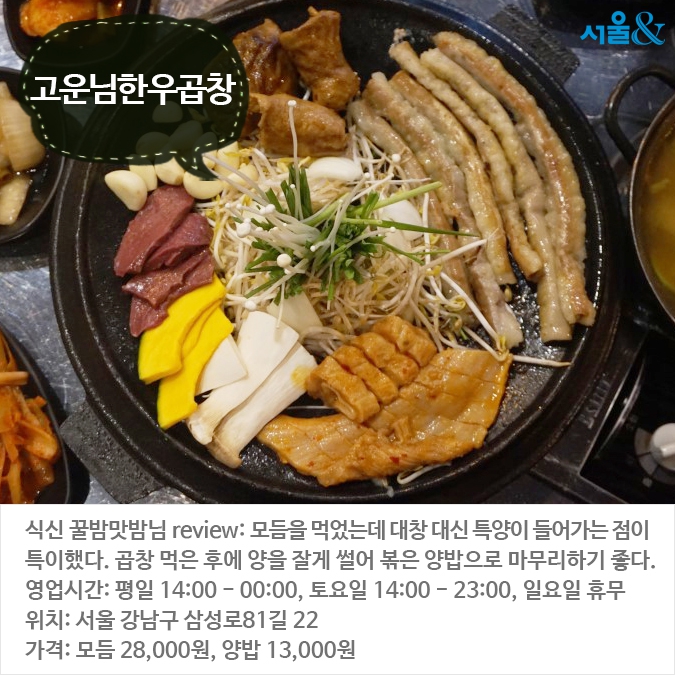 서울&
고운님한우곱창
식신 꿀밤맛밤님 review: 모듬을 먹었는데 대창 대신 특양이 들어가는 점이
특이했다. 곱창 먹은 후에 양을 잘게 썰어 볶은 양밥으로 마무리하기 좋다.
영업시간: 평일 14:00 - 00:00, 토요일 14:00 - 23:00, 일요일 휴무
위치: 서울 강남구 삼성로81길 22
가격: 모듬 28,000원, 양밥 13,000원